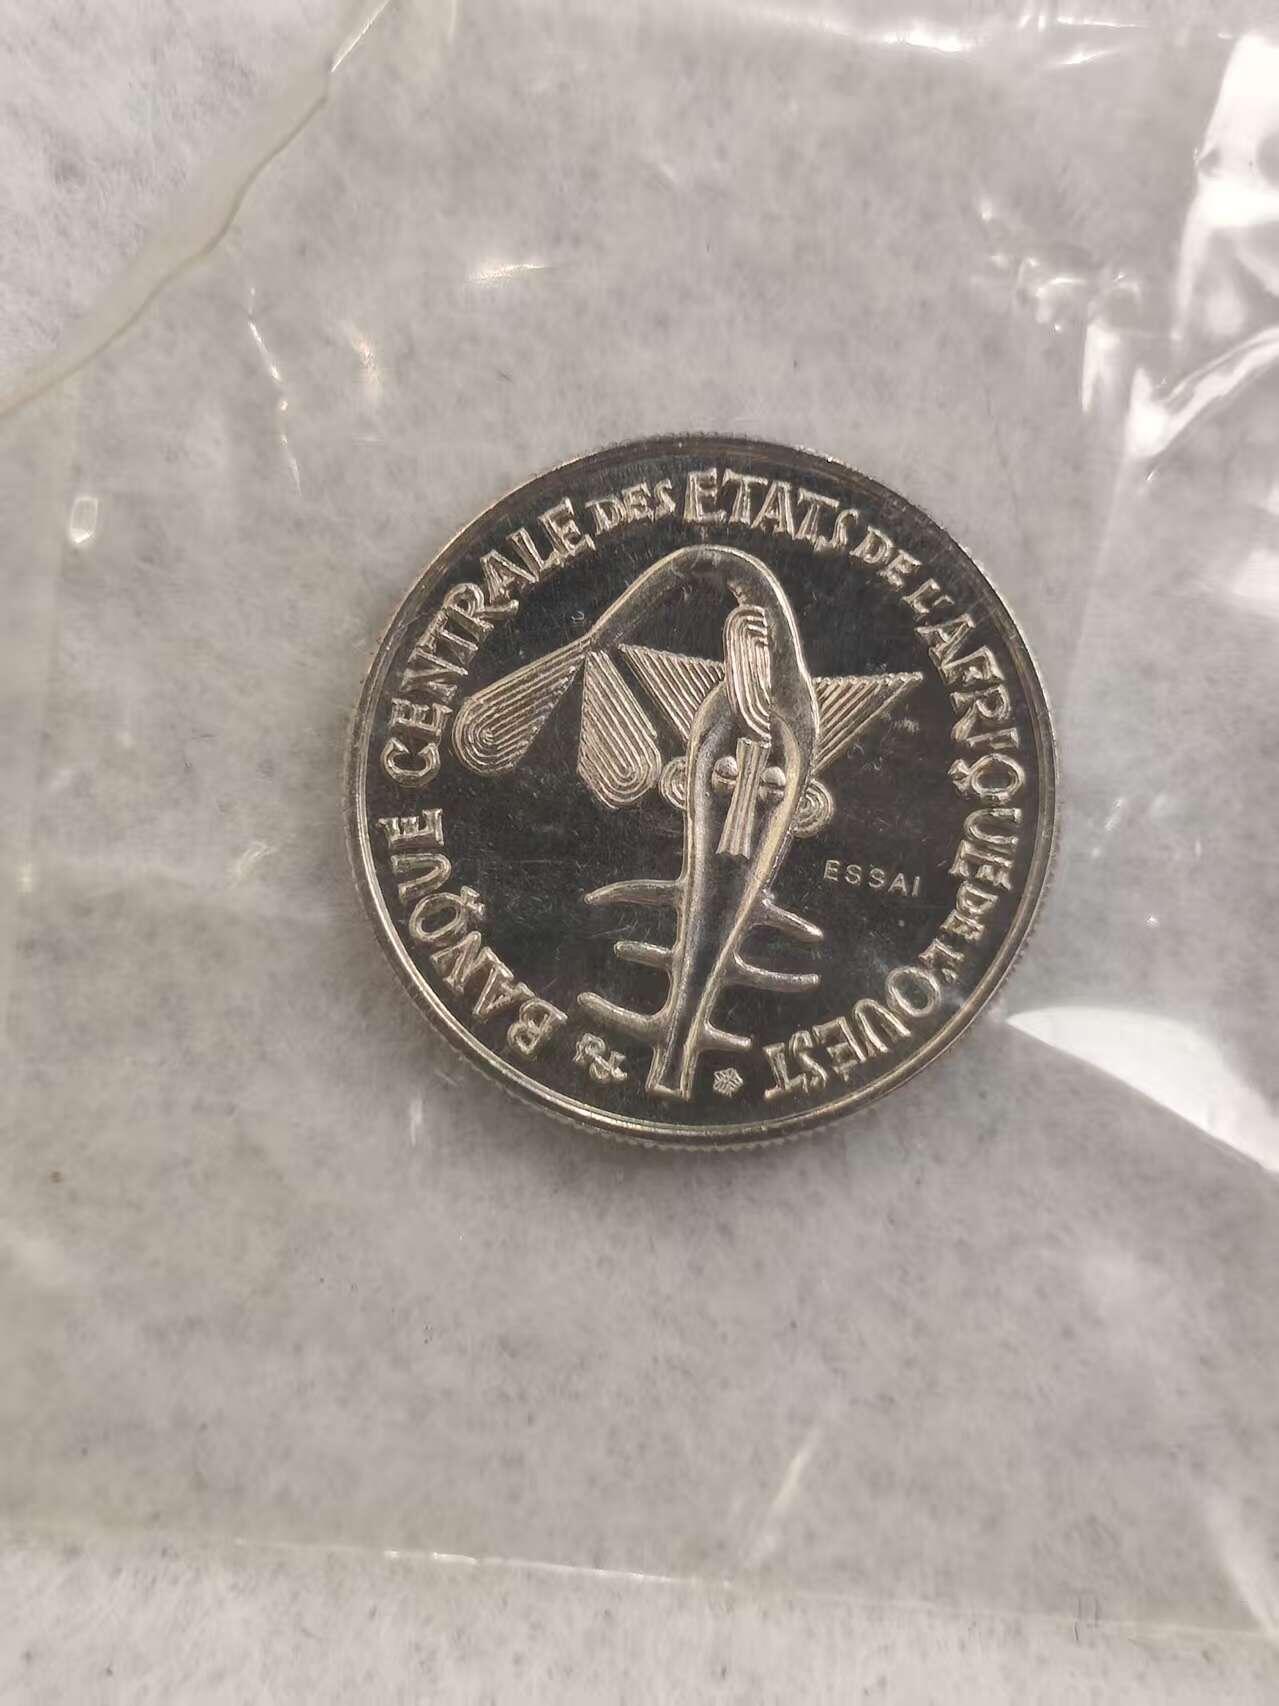 BANQUE CENTRALE DES ETATS DE L'AFRIQUE DE L'OUEST
ESSAI